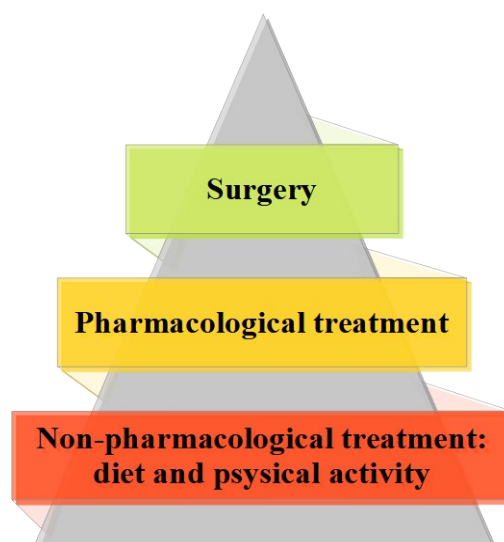 Surgery
Pharmacological treatment
Non-pharmacological treatment:
diet and psysical activity